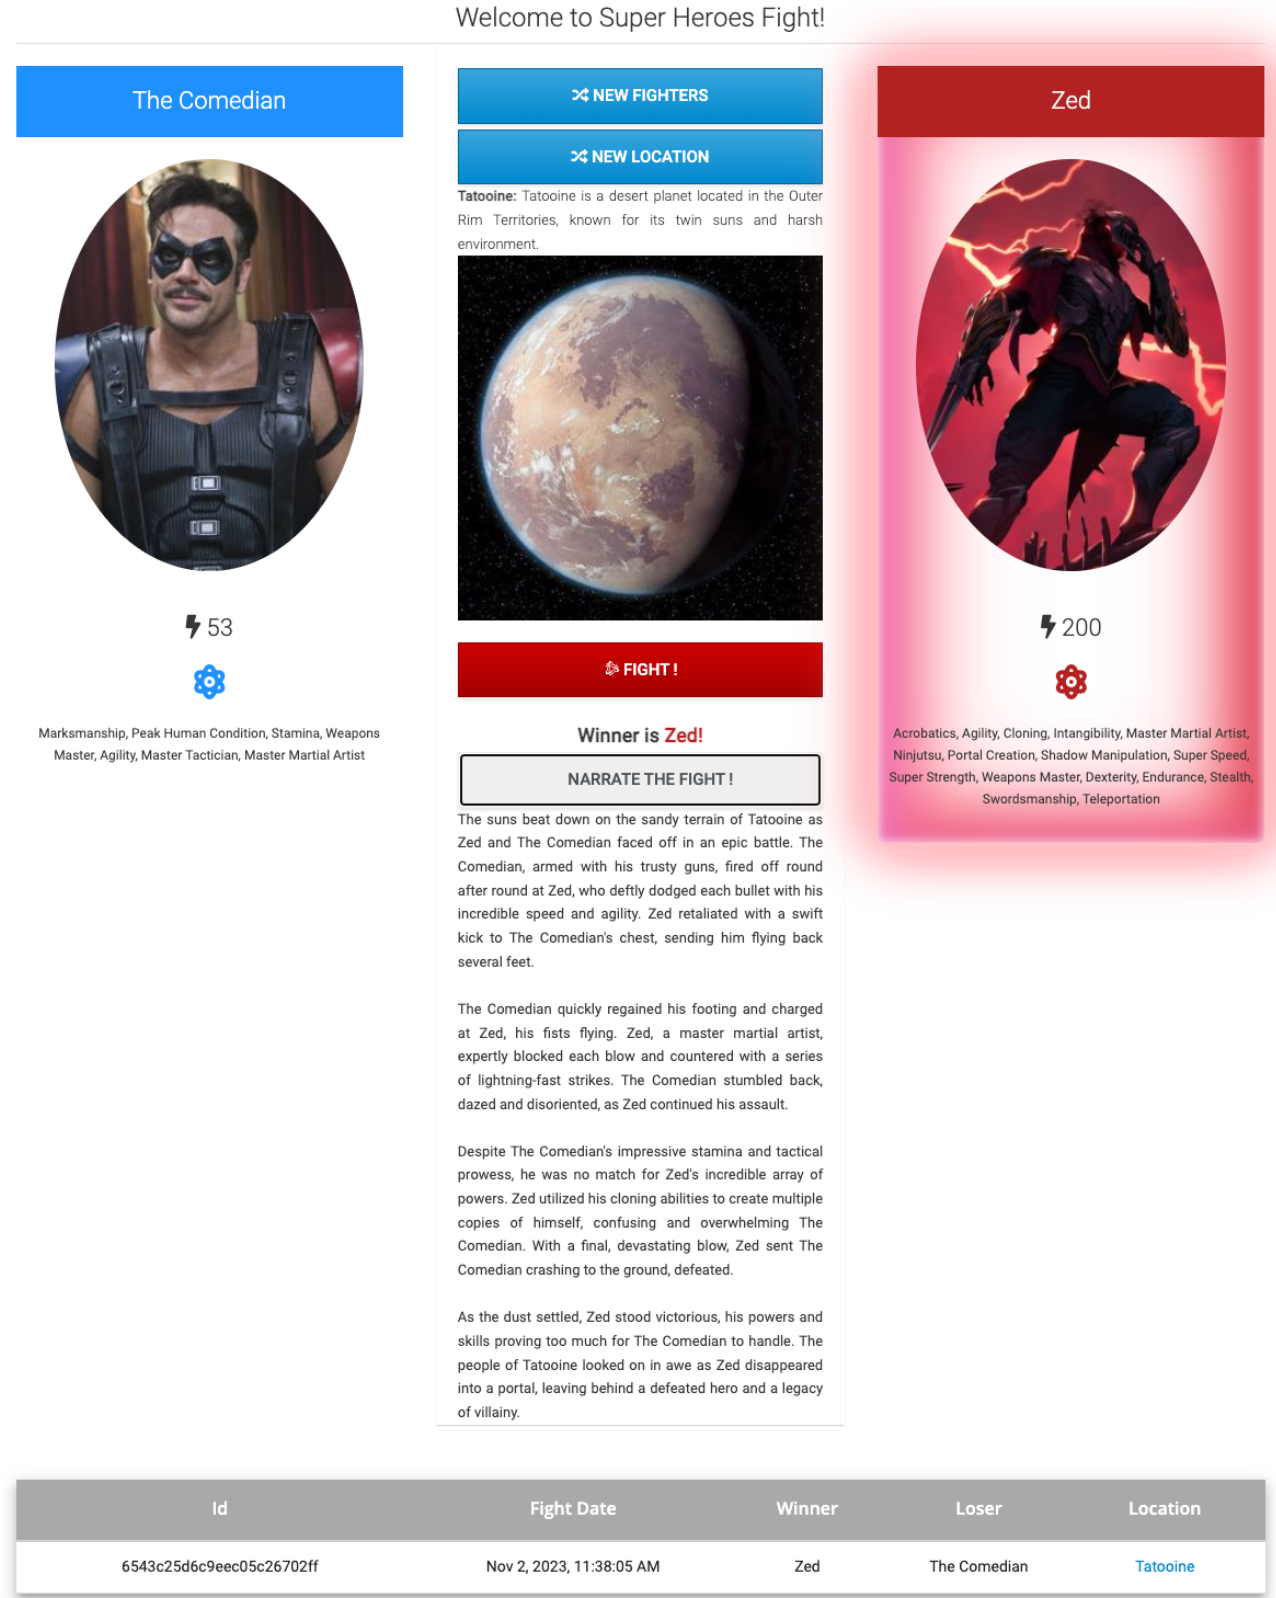 Welcome to Super Heroes Fight!
The Comedian
53
Marksmanship, Peak Human Condition, Stamina, Weapons
Master, Agility, Master Tactician, Master Martial Artist
NEW FIGHTERS
NEW LOCATION
Tatooine: Tatooine is a desert planet located in the Outer
Rim Territories, known for its twin suns and harsh
environment.
FIGHT !
Winner is Zed!
NARRATE THE FIGHT !
The suns beat down on the sandy terrain of Tatooine as
Zed and The Comedian faced off in an epic battle. The
Comedian, armed with his trusty guns, fired off round
after round at Zed, who deftly dodged each bullet with his
incredible speed and agility. Zed retaliated with a swift
kick to The Comedian's chest, sending him flying back
several feet.
The Comedian quickly regained his footing and charged
at Zed, his fists flying. Zed, a master martial artist,
expertly blocked each blow and countered with a series
of lightning-fast strikes. The Comedian stumbled back,
dazed and disoriented, as Zed continued his assault.
Despite The Comedian's impressive stamina and tactical
prowess, he was no match for Zed's incredible array of
powers. Zed utilized his cloning abilities to create multiple
copies of himself, confusing and overwhelming The
Comedian. With a final, devastating blow, Zed sent The
Comedian crashing to the ground, defeated.
As the dust settled, Zed stood victorious, his powers and
skills proving too much for The Comedian to handle. The
people of Tatooine looked on in awe as Zed disappeared
into a portal, leaving behind a defeated hero and a legacy
of villainy.
Zed
200
Acrobatics, Agility, Cloning, Intangibility, Master Martial Artist,
Ninjutsu, Portal Creation, Shadow Manipulation, Super Speed,
Super Strength, Weapons Master, Dexterity, Endurance, Stealth,
Swordsmanship, Teleportation
Id Fight Date Winner Loser Location
6543c25d6c9eec05c26702ff Nov 2, 2023, 11:38:05 AM Zed The Comedian Tatooine